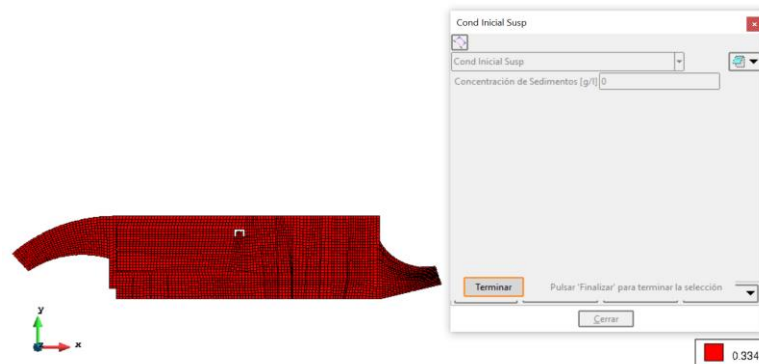 Cond Inicial Susp
Cond Inicial Susp
Concentración de Sedimentos [g/l] 0
Terminar
Pulsar 'Finalizar' para terminar la selección
Cerrar
y
x
0.334